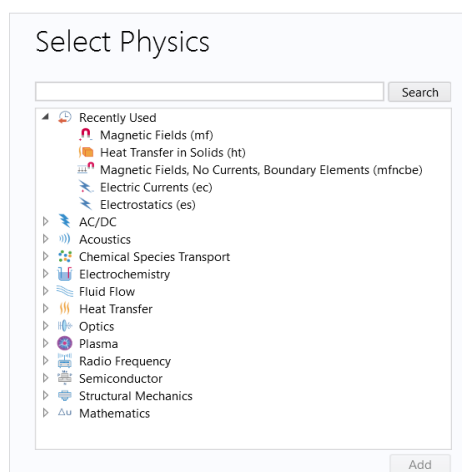 Select Physics
Search
Recently Used
Magnetic Fields (mf)
Heat Transfer in Solids (ht)
Magnetic Fields, No Currents, Boundary Elements (mfncbe)
Electric Currents (ec)
Electrostatics (es)
AC/DC
Acoustics
Chemical Species Transport
Electrochemistry
Fluid Flow
Heat Transfer
Optics
Plasma
Radio Frequency
Semiconductor
Structural Mechanics
Δu Mathematics
Add